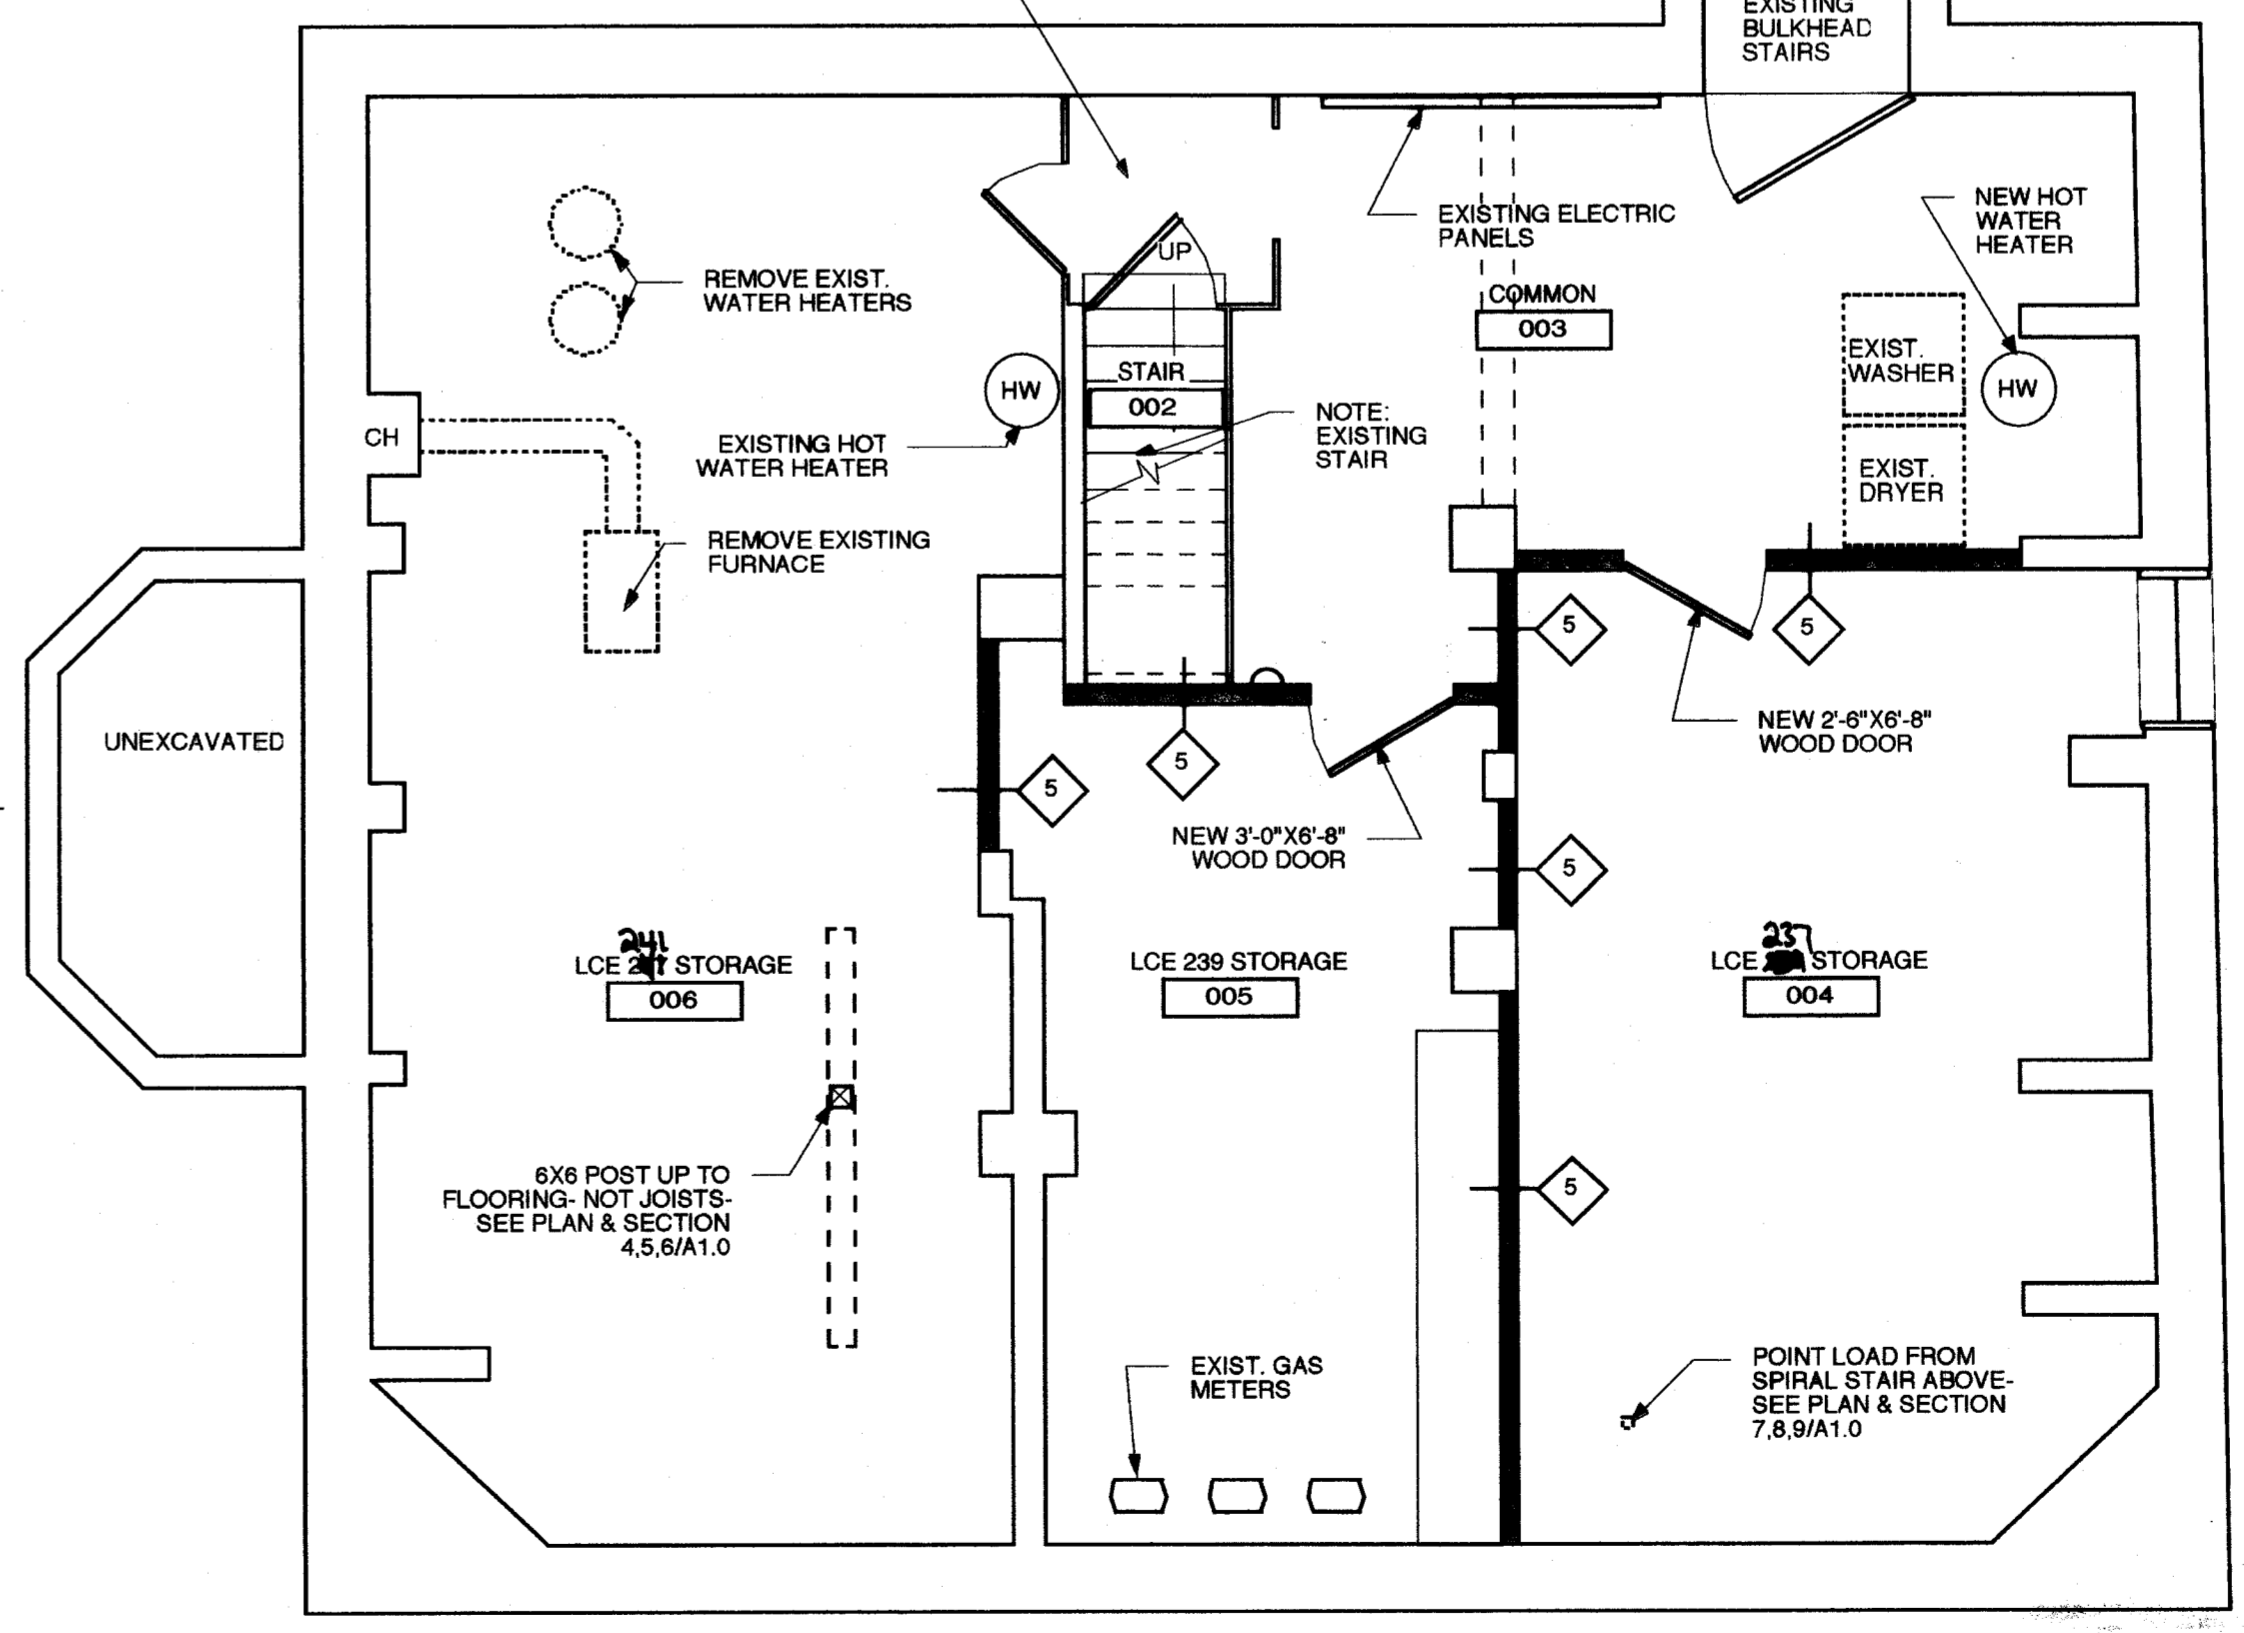 EXISTING
BULKHEAD
STAIRS
NEW HOT
WATER
HEATER
EXISTING ELECTRIC
PANELS
UP
REMOVE EXIST.
WATER HEATERS
COMMON
003
EXIST.
WASHER
HW
HW
STAIR
002
NOTE:
EXISTING
STAIR
CH
EXISTING HOT
WATER HEATER
EXIST.
DRYER
REMOVE EXISTING
FURNACE
5
5
UNEXCAVATED
5
5
NEW 2'-6"X6'-8"
WOOD DOOR
NEW 3'-0"X6'-8"
WOOD DOOR
5
241
LCE STORAGE
006
LCE 239 STORAGE
005
237
LCE STORAGE
004
6X6 POST UP TO
FLOORING- NOT JOISTS-
SEE PLAN & SECTION
4,5,6/A1.0
5
EXIST. GAS
METERS
POINT LOAD FROM
SPIRAL STAIR ABOVE-
SEE PLAN & SECTION
7,8,9/A1.0